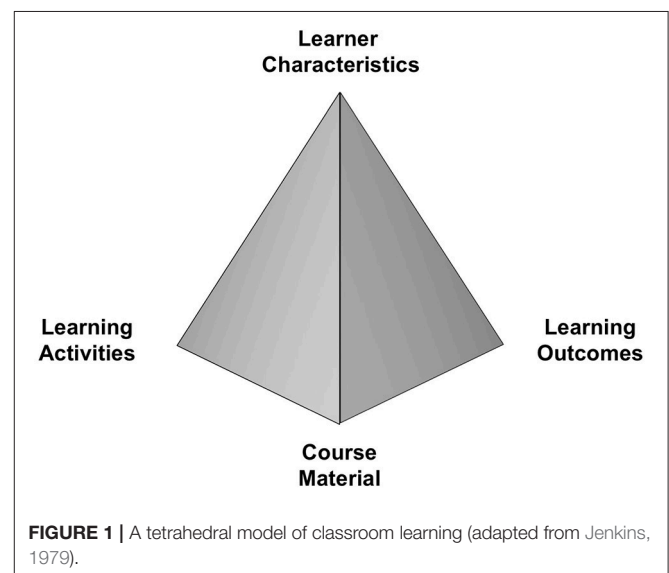 Learner
Characteristics
Learning
Activities
Learning
Outcomes
Course
Material
FIGURE 1 | A tetrahedral model of classroom learning (adapted from Jenkins,
1979).